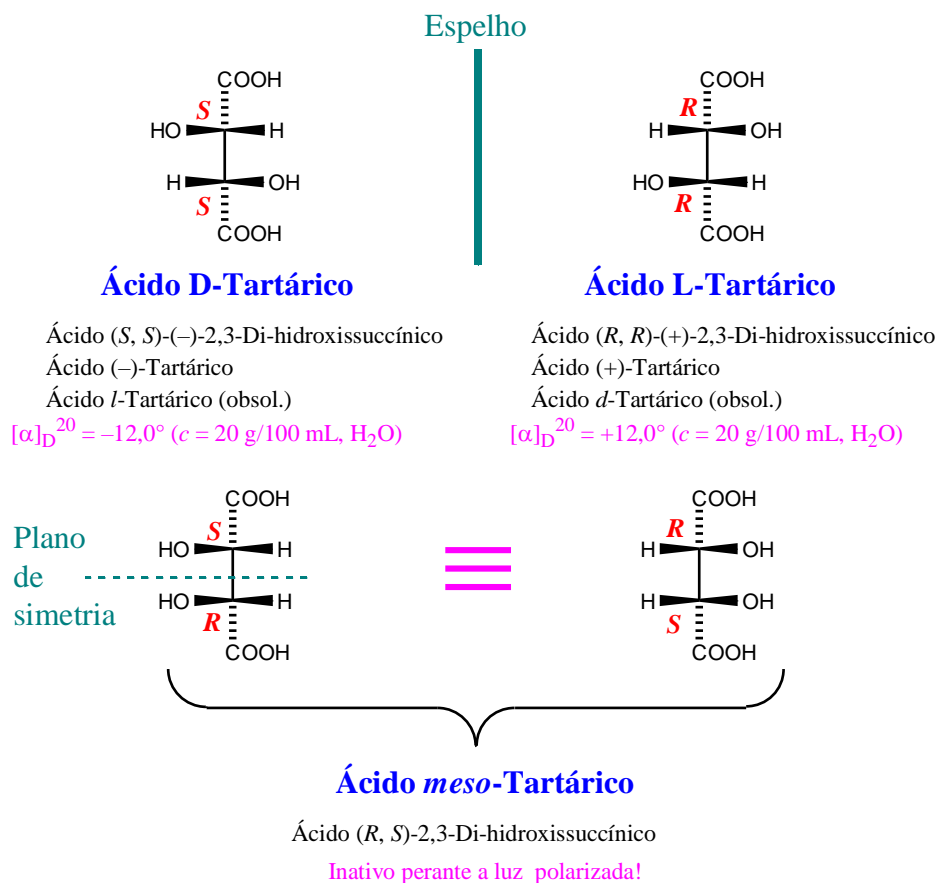 Espelho
COOH
S
HO H
H OH
S
COOH
COOH
R
H OH
HO H
R
COOH
Ácido D-Tartárico
Ácido (S, S)-(–)-2,3-Di-hidroxissuccínico
Ácido (–)-Tartárico
Ácido l-Tartárico (obsol.)
[α]D20 = –12,0° (c = 20 g/100 mL, H2O)
Ácido L-Tartárico
Ácido (R, R)-(+)-2,3-Di-hidroxissuccínico
Ácido (+)-Tartárico
Ácido d-Tartárico (obsol.)
[α]D20 = +12,0° (c = 20 g/100 mL, H2O)
Plano
de
simetria
COOH
S
HO H
HO H
R
COOH
COOH
R
H OH
H OH
S
COOH
Ácido meso-Tartárico
Ácido (R, S)-2,3-Di-hidroxissuccínico
Inativo perante a luz polarizada!